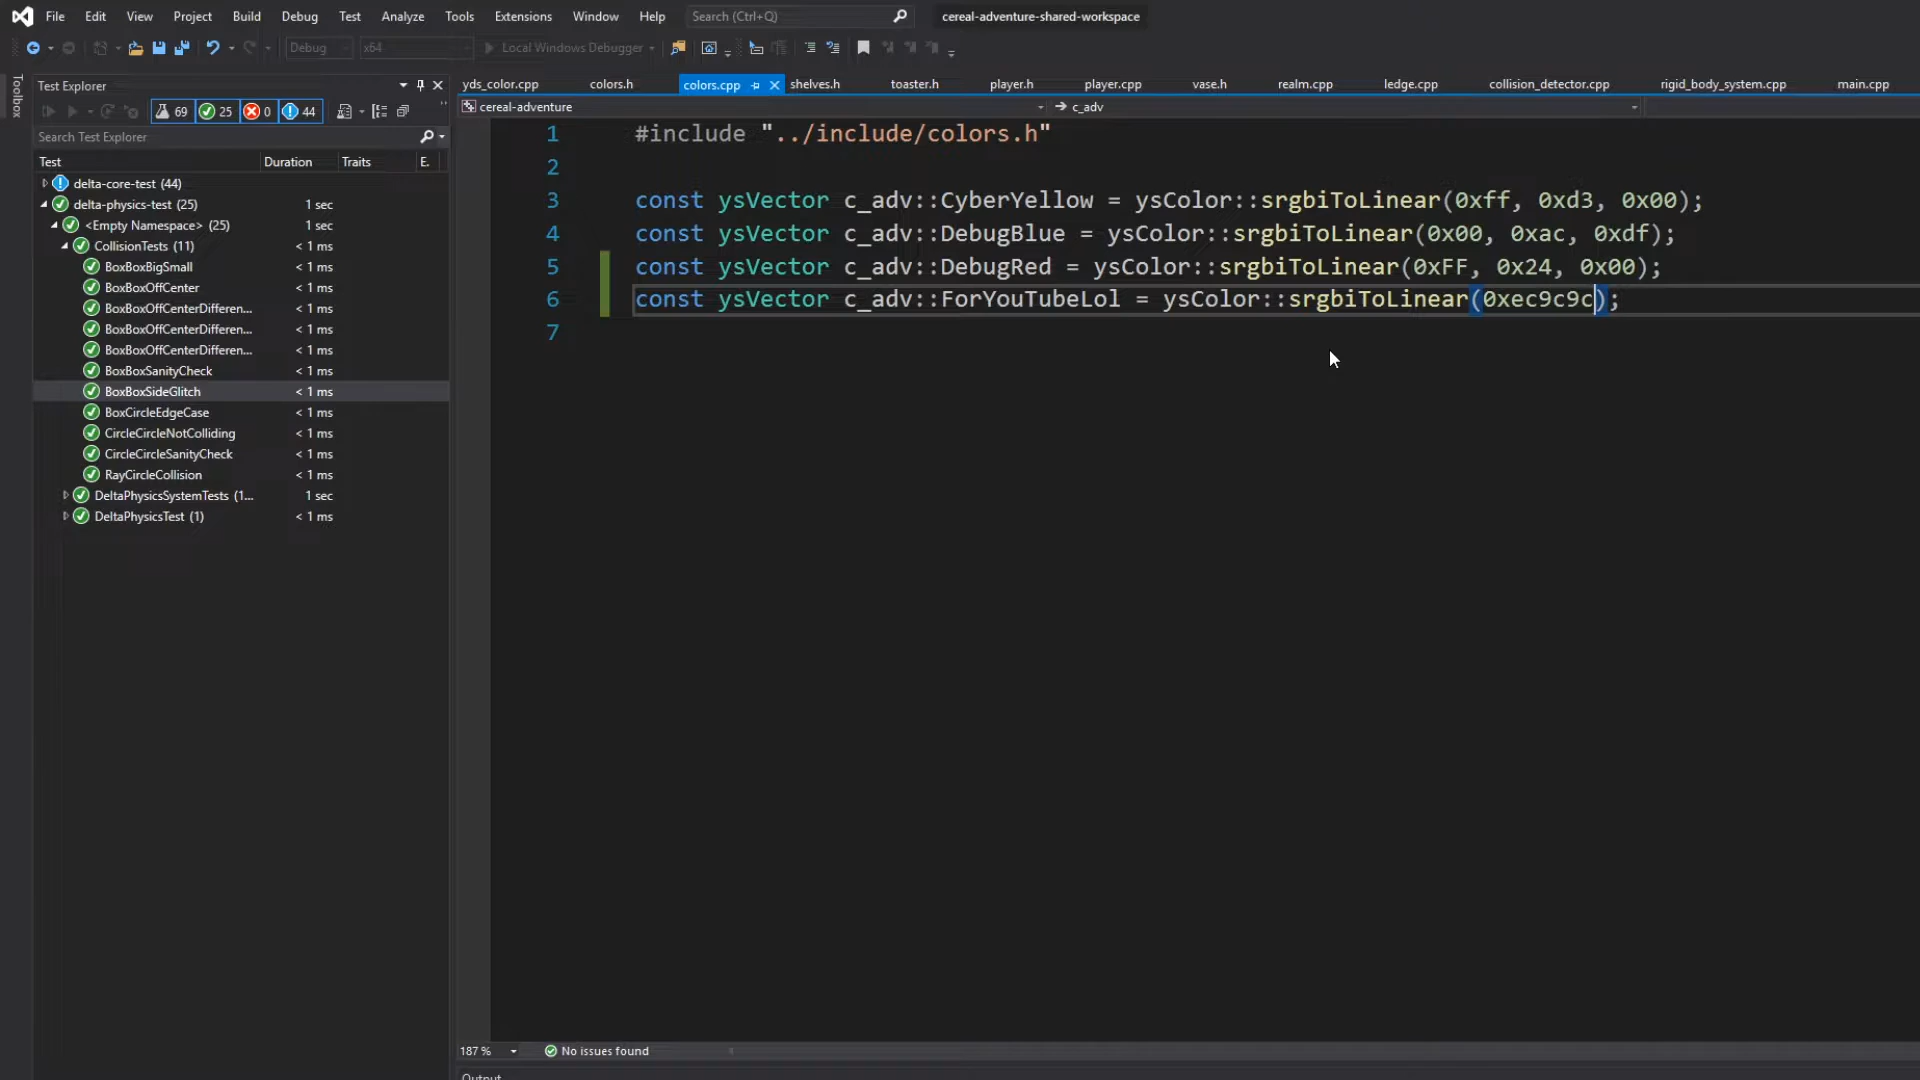 File Edit View Project Build Debug Test Analyze Tools Extensions Window Help Search (Ctrl+Q) cereal-adventure-shared-workspace
Debug x64 Local Windows Debugger
Toolbox
Test Explorer
69 25 0 44
Search Test Explorer
Test Duration Traits E.
delta-core-test (44)
delta-physics-test (25) 1 sec
<Empty Namespace> (25) 1 sec
CollisionTests (11) < 1 ms
BoxBoxBigSmall < 1 ms
BoxBoxOffCenter < 1 ms
BoxBoxOffCenterDifferen... < 1 ms
BoxBoxOffCenterDifferen... < 1 ms
BoxBoxOffCenterDifferen... < 1 ms
BoxBoxSanityCheck < 1 ms
BoxBoxSideGlitch < 1 ms
BoxCircleEdgeCase < 1 ms
CircleCircleNotColliding < 1 ms
CircleCircleSanityCheck < 1 ms
RayCircleCollision < 1 ms
DeltaPhysicsSystemTests (1... 1 sec
DeltaPhysicsTest (1) < 1 ms
yds_color.cpp colors.h colors.cpp shelves.h toaster.h player.h player.cpp vase.h realm.cpp ledge.cpp collision_detector.cpp rigid_body_system.cpp main.cpp
cereal-adventure c_adv
1 #include "../include/colors.h"
2
3 const ysVector c_adv::CyberYellow = ysColor::srgbiToLinear(0xff, 0xd3, 0x00);
4 const ysVector c_adv::DebugBlue = ysColor::srgbiToLinear(0x00, 0xac, 0xdf);
5 const ysVector c_adv::DebugRed = ysColor::srgbiToLinear(0xFF, 0x24, 0x00);
6 const ysVector c_adv::ForYouTubeLol = ysColor::srgbiToLinear(0xec9c9c);
7
187 % No issues found
Output